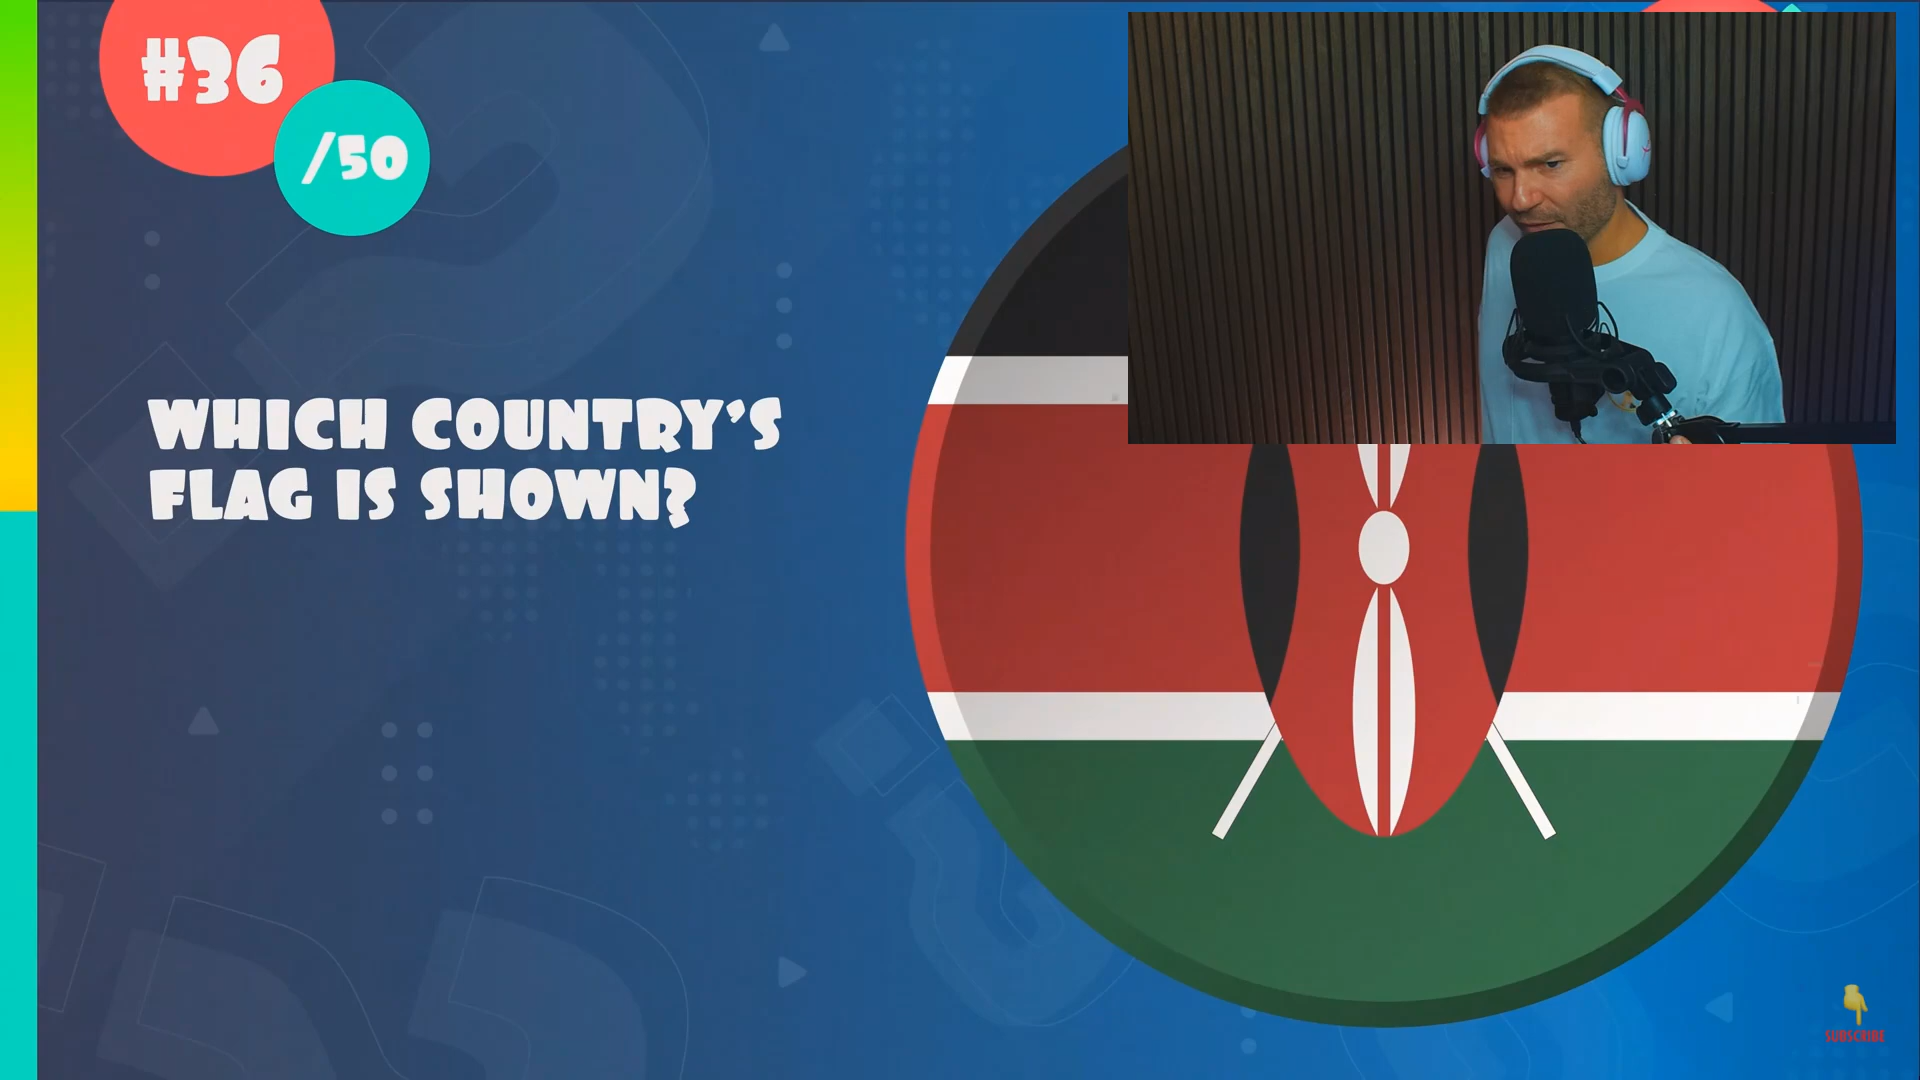 #36
/50
WHICH COUNTRY'S
FLAG IS SHOWN?
SUBSCRIBE